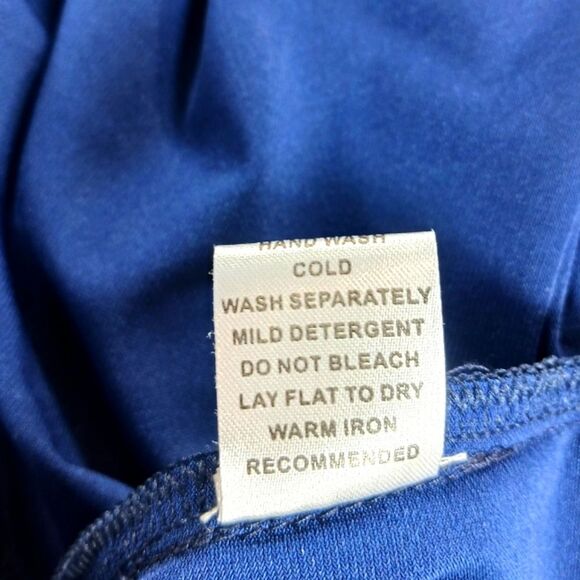 HAND WASH
COLD
WASH SEPARATELY
MILD DETERGENT
DO NOT BLEACH
LAY FLAT TO DRY
WARM IRON
RECOMMENDED